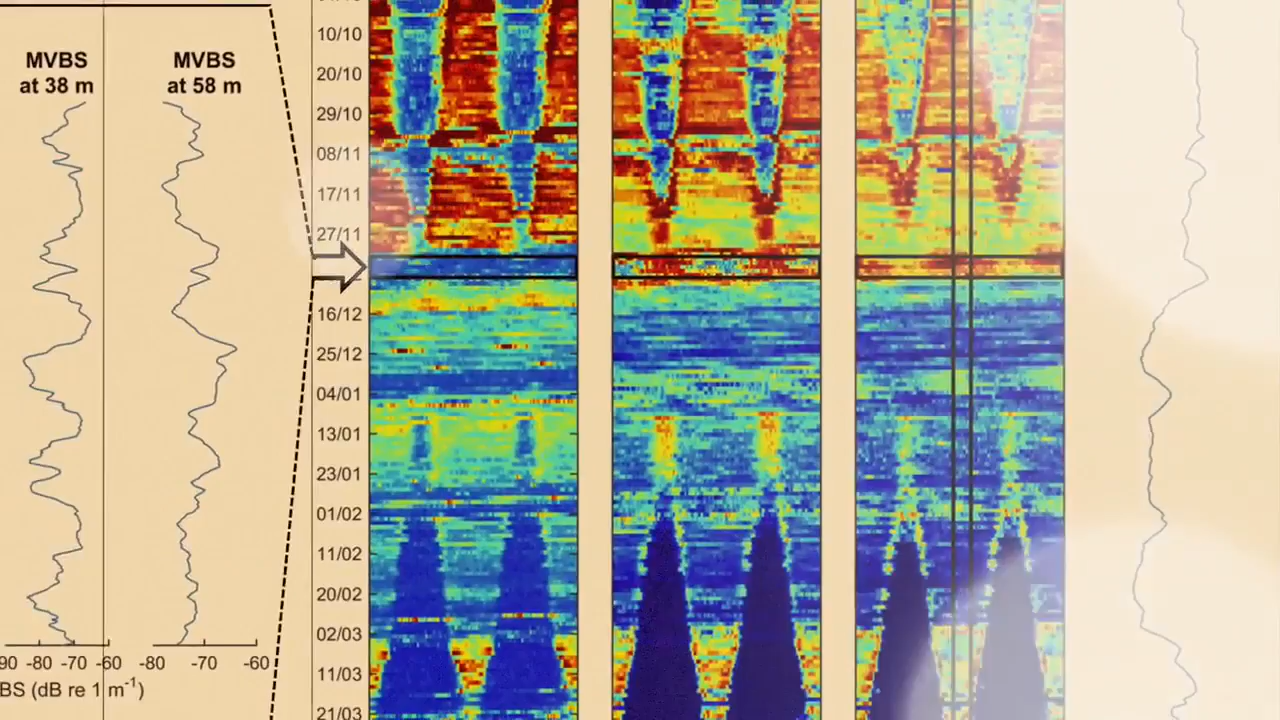 MVBS
at 38 m
MVBS
at 58 m
10/10
20/10
29/10
08/11
17/11
27/11
16/12
25/12
04/01
13/01
23/01
01/02
11/02
20/02
02/03
11/03
21/03
90 -80 -70 -60
-80 -70 -60
BS (dB re 1 m-1)